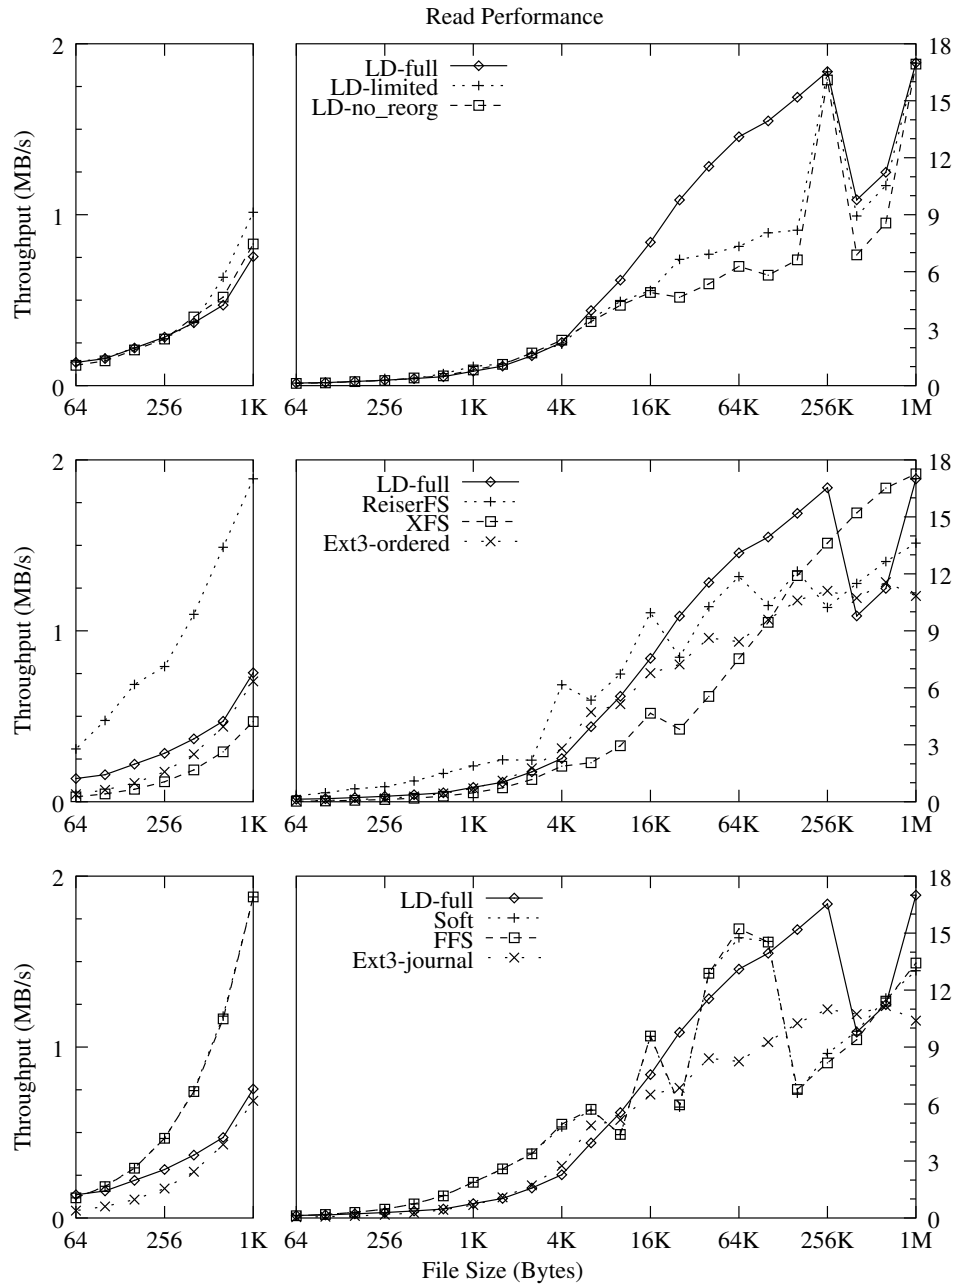 Read Performance
2
1
0
Throughput (MB/s)
64 256 1K
LD-full
LD-limited
LD-no_reorg
18
15
12
9
6
3
0
64 256 1K 4K 16K 64K 256K 1M
2
1
0
Throughput (MB/s)
64 256 1K
LD-full
ReiserFS
XFS
Ext3-ordered
18
15
12
9
6
3
0
64 256 1K 4K 16K 64K 256K 1M
2
1
0
Throughput (MB/s)
64 256 1K
LD-full
Soft
FFS
Ext3-journal
18
15
12
9
6
3
0
64 256 1K 4K 16K 64K 256K 1M
File Size (Bytes)